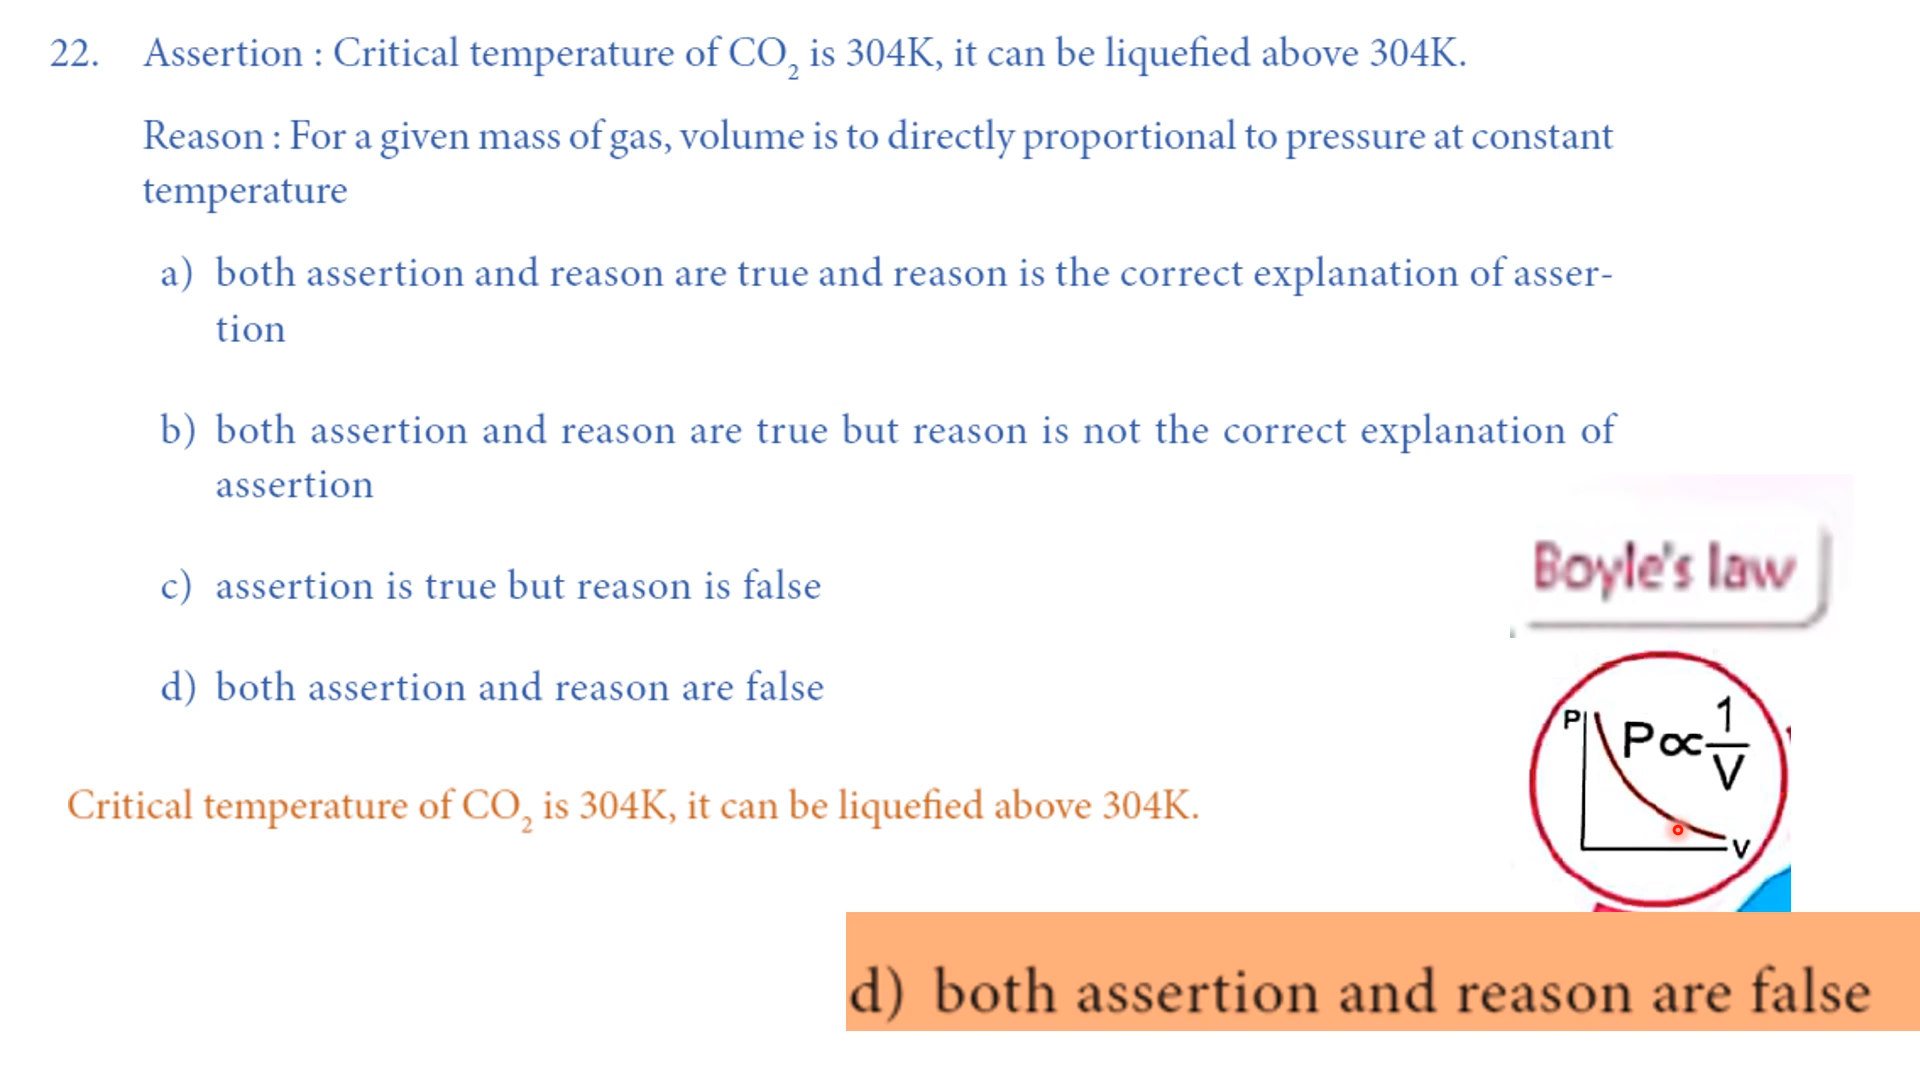 22. Assertion : Critical temperature of CO₂ is 304K, it can be liquefied above 304K.
Reason : For a given mass of gas, volume is to directly proportional to pressure at constant
temperature
a) both assertion and reason are true and reason is the correct explanation of asser-
tion
b) both assertion and reason are true but reason is not the correct explanation of
assertion
c) assertion is true but reason is false
d) both assertion and reason are false
Boyle's law
P P∝1/V
V
Critical temperature of CO₂ is 304K, it can be liquefied above 304K.
d) both assertion and reason are false